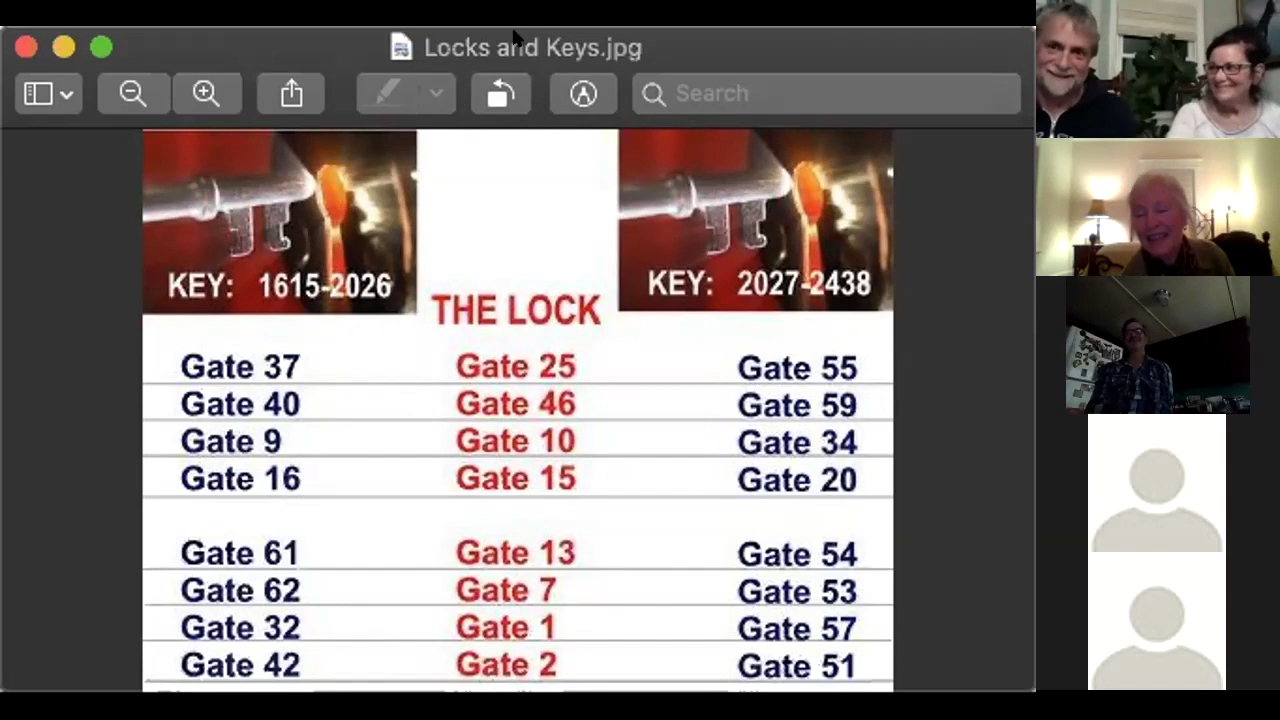 Locks and Keys.jpg
Search
KEY: 1615-2026
KEY: 2027-2438
THE LOCK
Gate 37 Gate 25 Gate 55
Gate 40 Gate 46 Gate 59
Gate 9 Gate 10 Gate 34
Gate 16 Gate 15 Gate 20
Gate 61 Gate 13 Gate 54
Gate 62 Gate 7 Gate 53
Gate 32 Gate 1 Gate 57
Gate 42 Gate 2 Gate 51